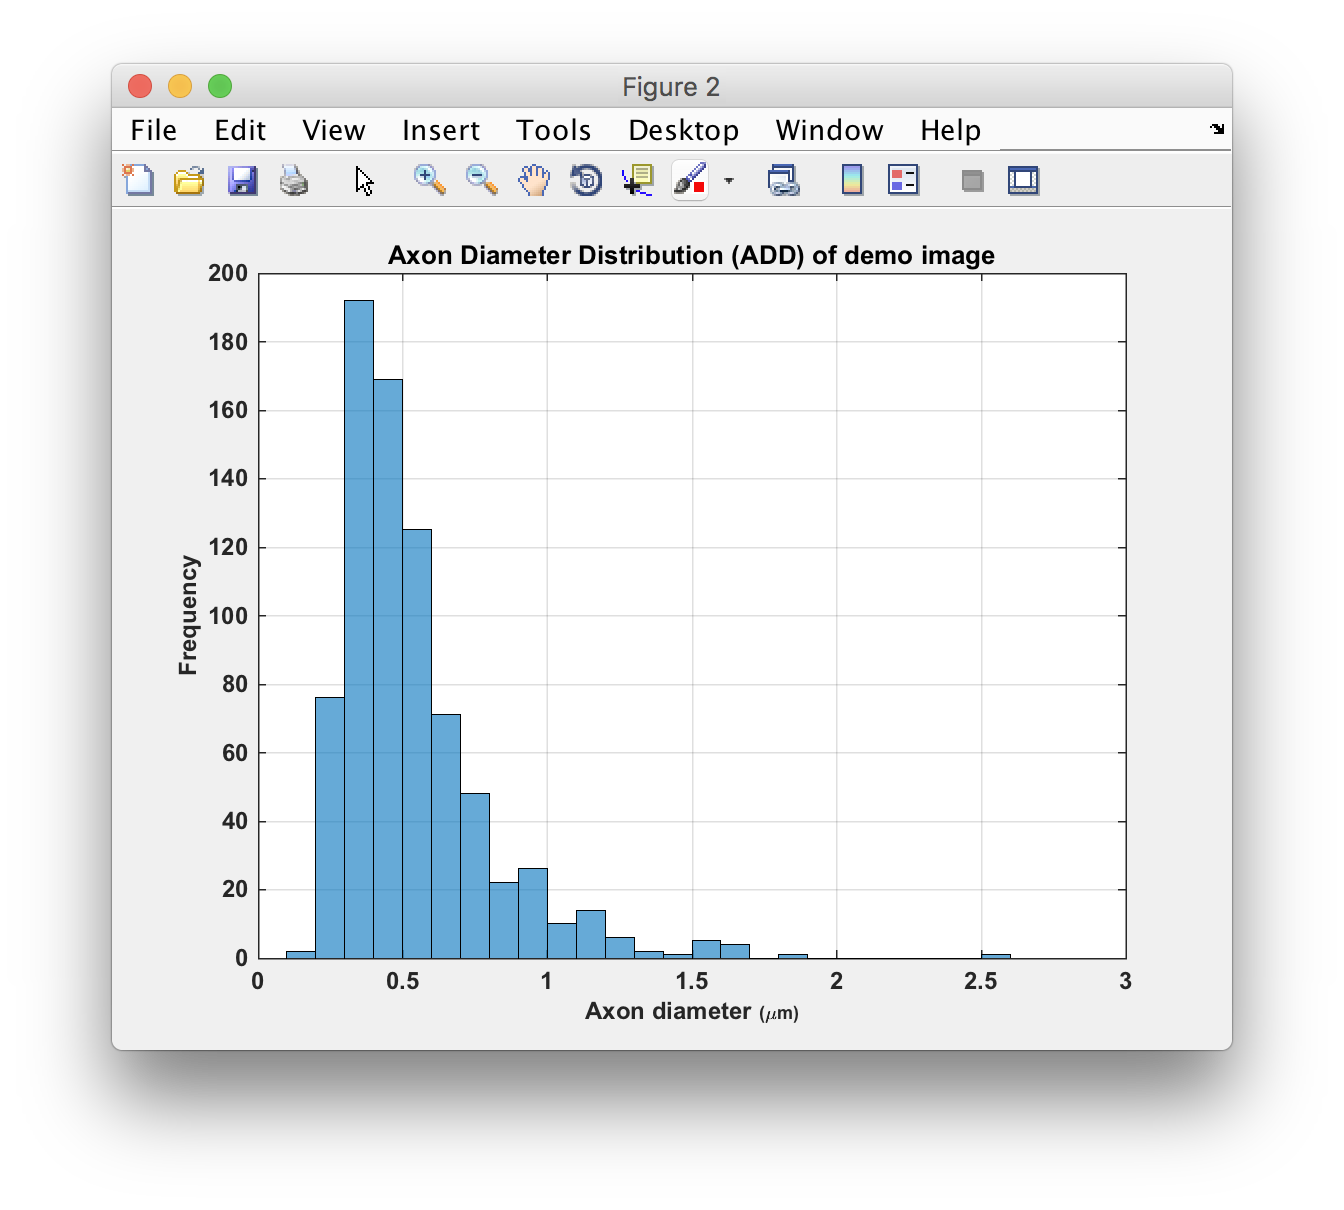 Figure 2
File Edit View Insert Tools Desktop Window Help
Axon Diameter Distribution (ADD) of demo image
200
180
160
140
120
100
80
60
40
20
0
Frequency
0 0.5 1 1.5 2 2.5 3
Axon diameter (μm)